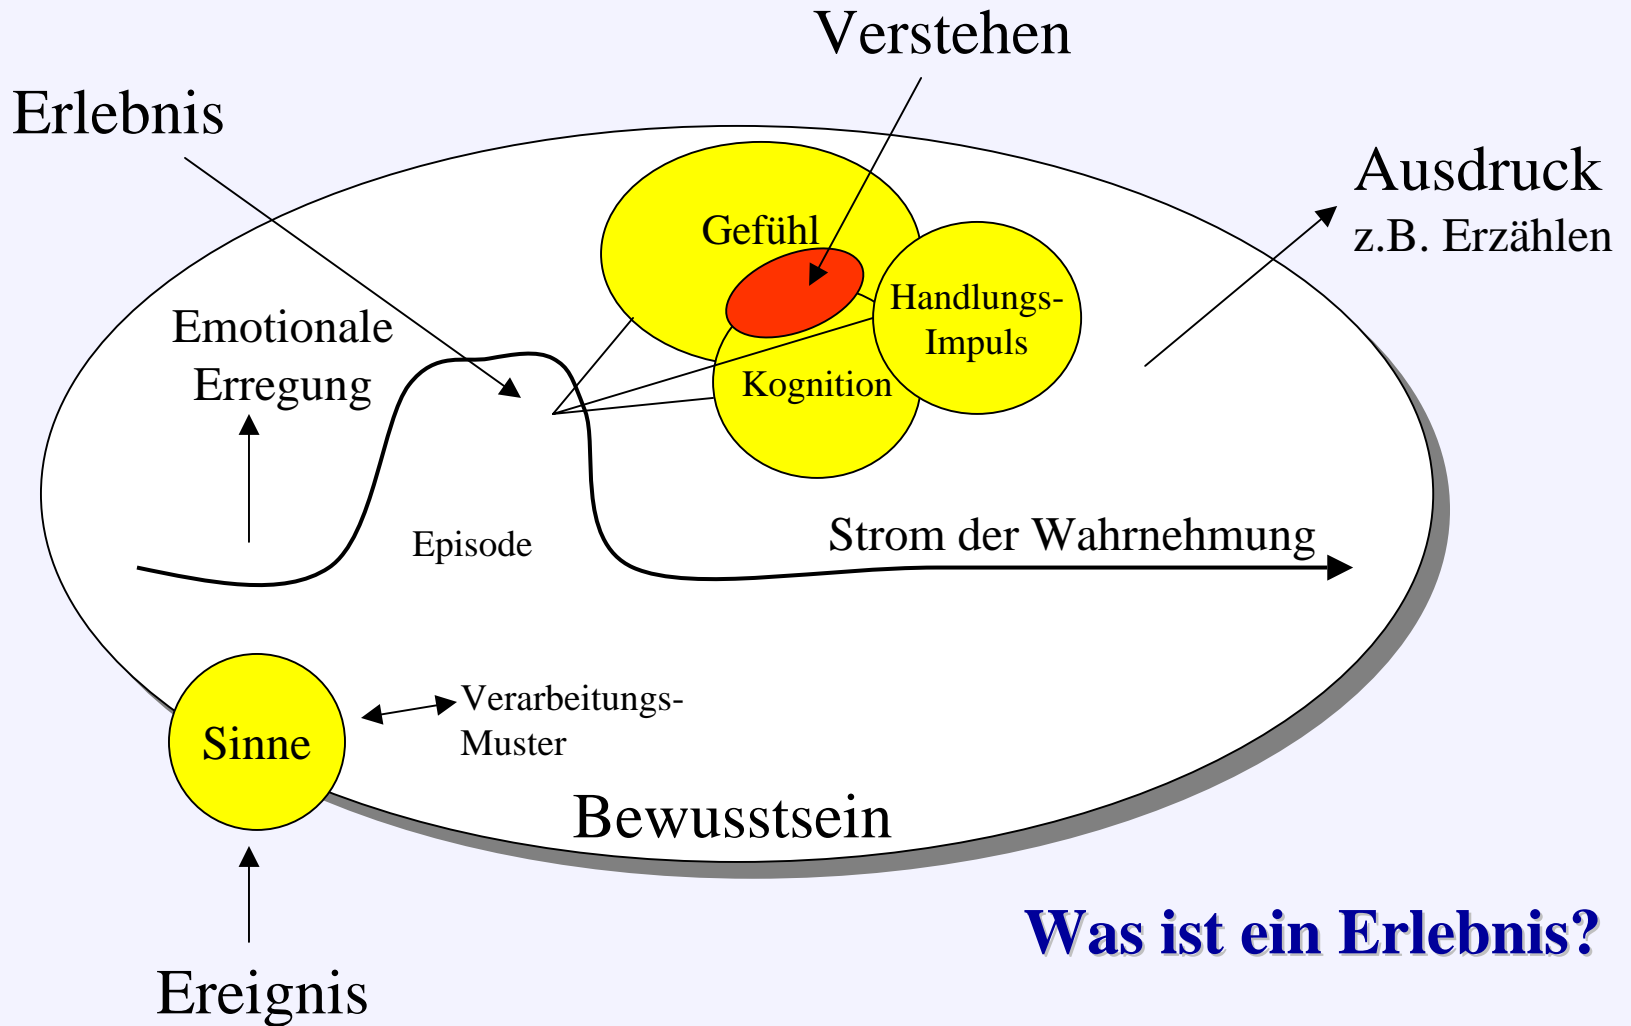 Verstehen
Erlebnis
Ausdruck
z.B. Erzählen
Gefühl
Handlungs-
Impuls
Emotionale
Erregung
Kognition
Episode
Strom der Wahrnehmung
Verarbeitungs-
Muster
Sinne
Bewusstsein
Was ist ein Erlebnis?
Ereignis